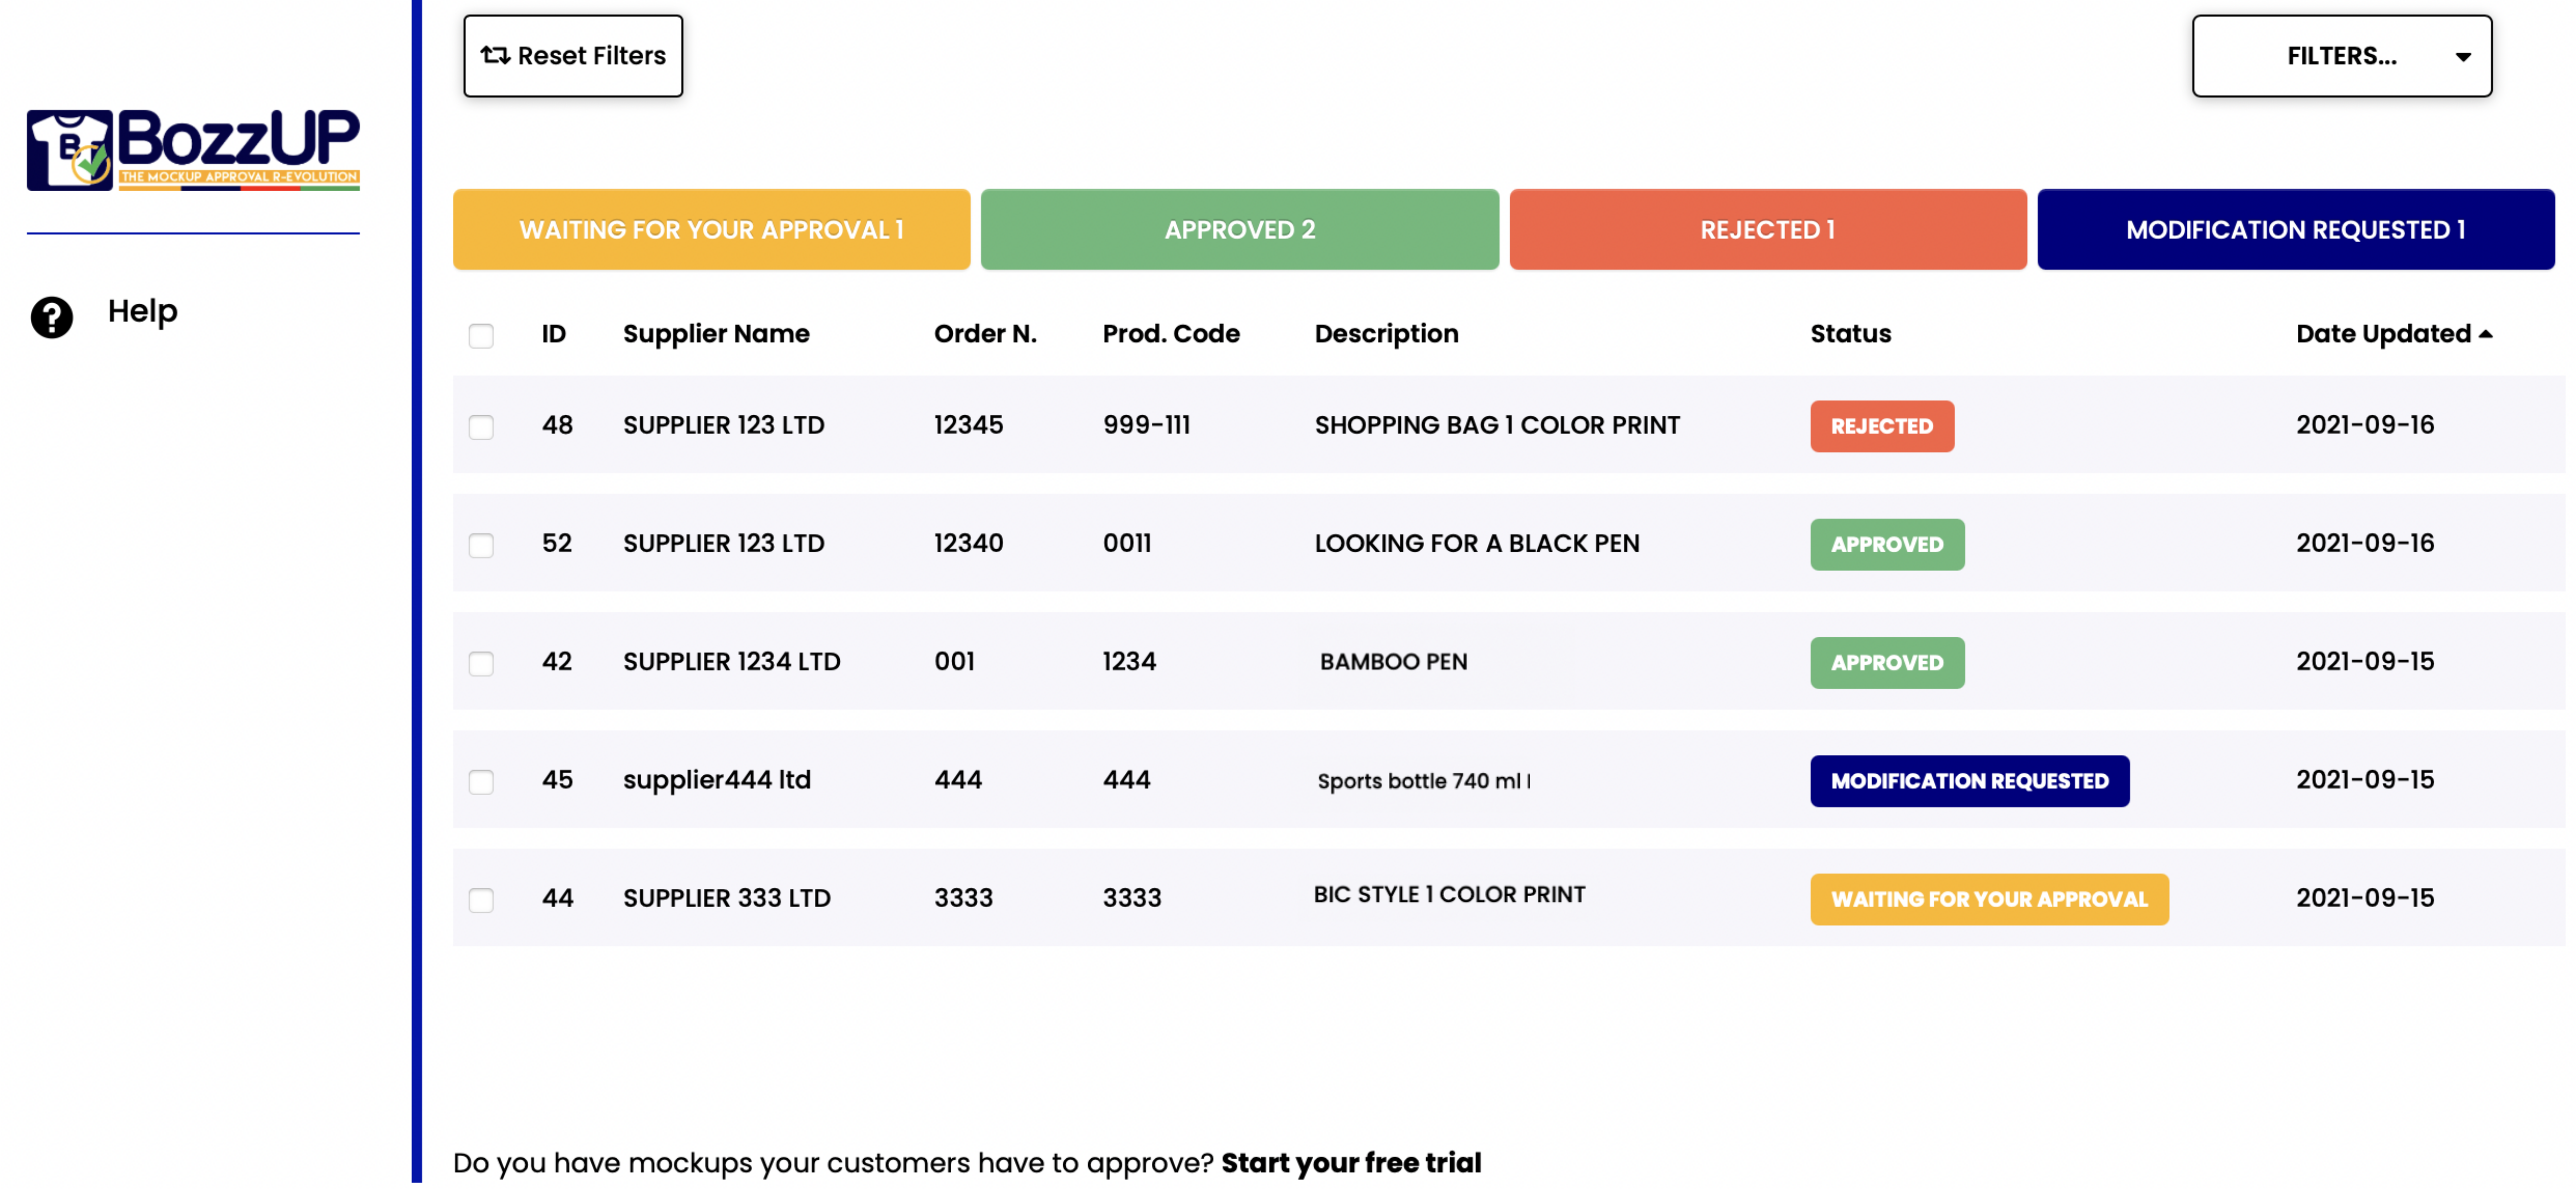 Reset Filters
FILTERS...
B
BozzUP
THE MOCKUP APPROVAL R-EVOLUTION
Help
WAITING FOR YOUR APPROVAL 1 APPROVED 2 REJECTED 1 MODIFICATION REQUESTED 1
ID Supplier Name Order N. Prod. Code Description Status Date Updated
48 SUPPLIER 123 LTD 12345 999-111 SHOPPING BAG 1 COLOR PRINT REJECTED 2021-09-16
52 SUPPLIER 123 LTD 12340 0011 LOOKING FOR A BLACK PEN APPROVED 2021-09-16
42 SUPPLIER 1234 LTD 001 1234 BAMBOO PEN APPROVED 2021-09-15
45 supplier444 ltd 444 444 Sports bottle 740 ml MODIFICATION REQUESTED 2021-09-15
44 SUPPLIER 333 LTD 3333 3333 BIC STYLE 1 COLOR PRINT WAITING FOR YOUR APPROVAL 2021-09-15
Do you have mockups your customers have to approve? Start your free trial